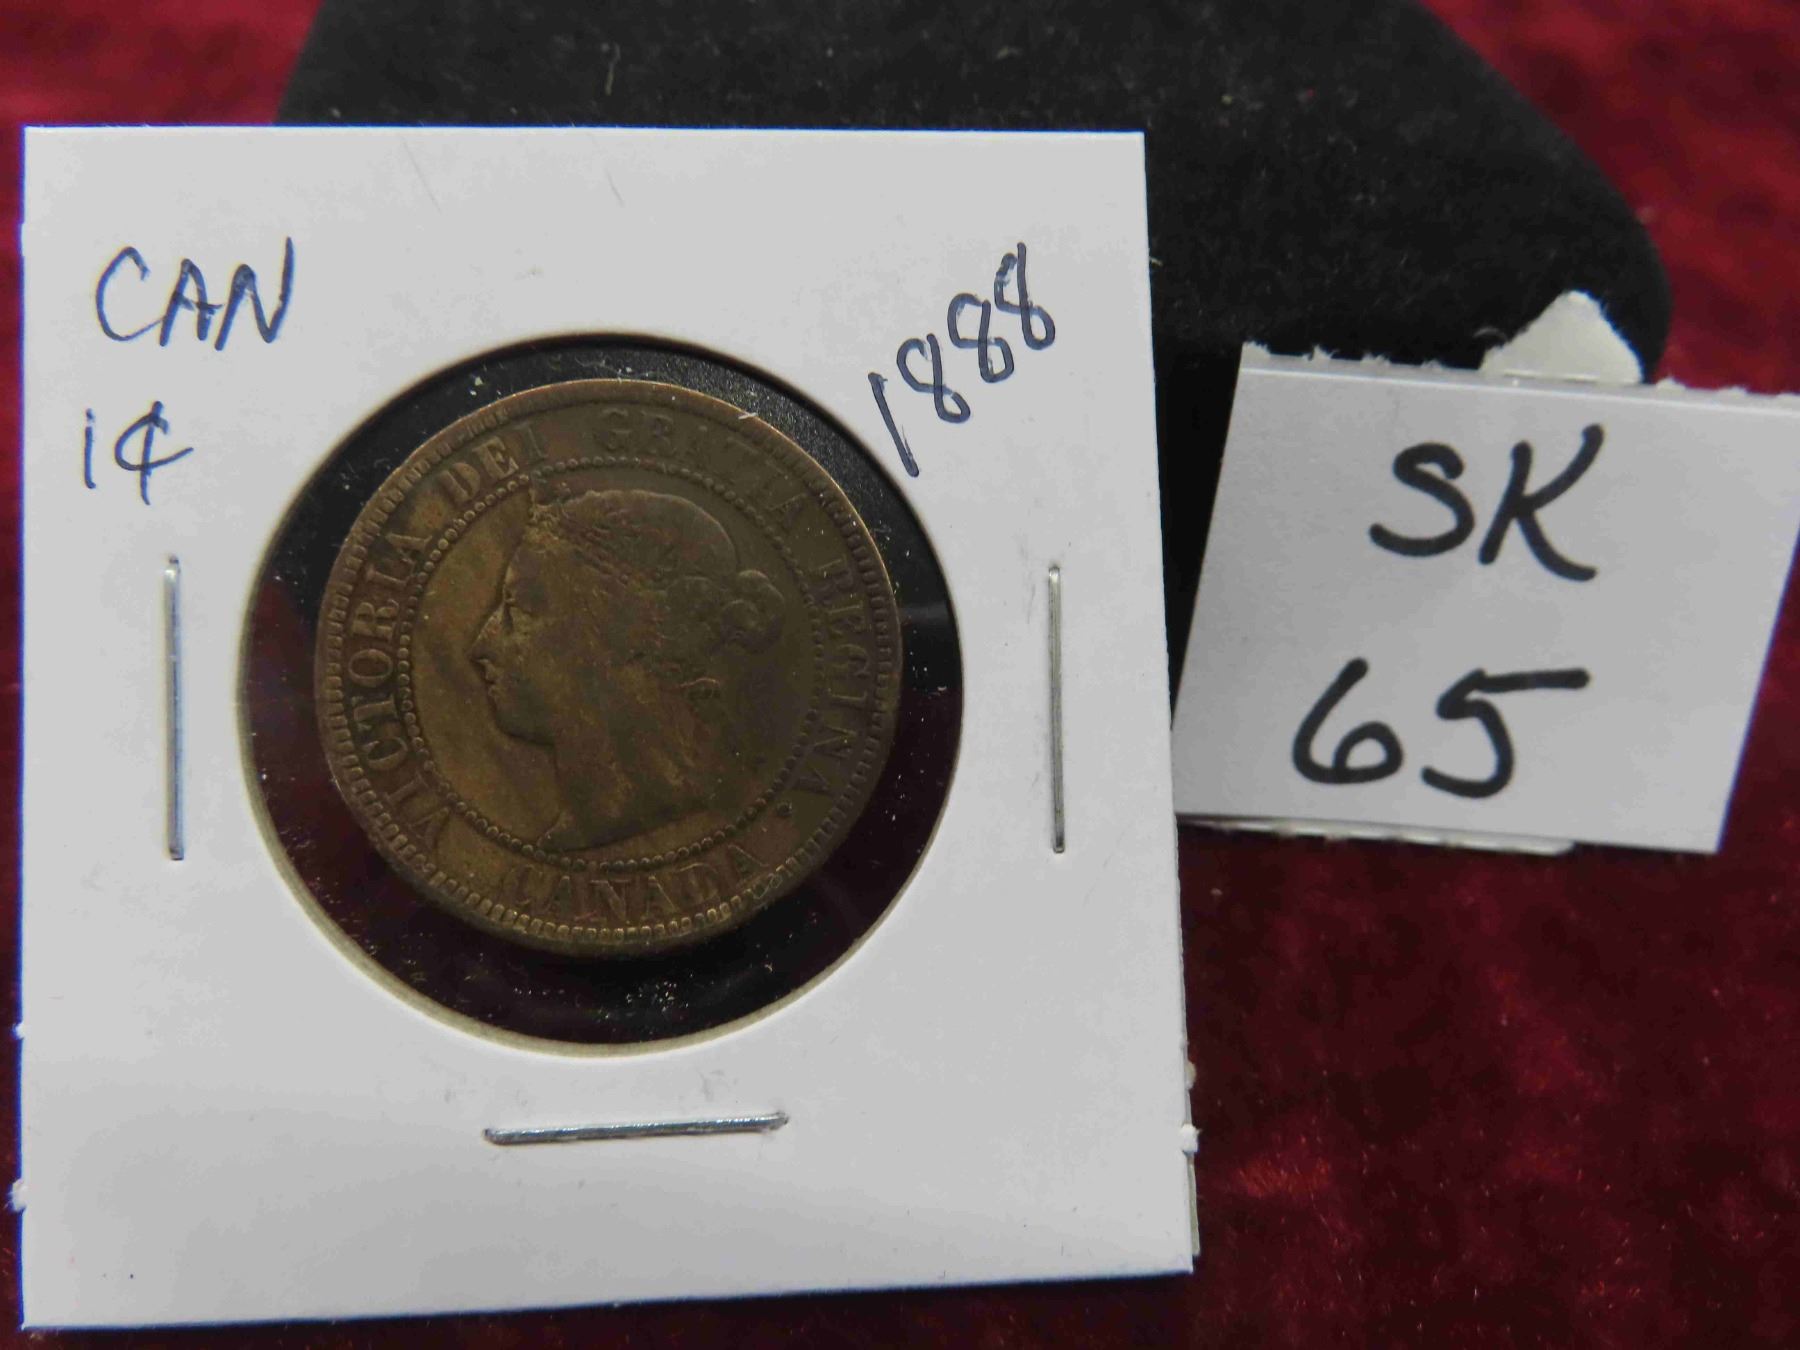 CAN
1¢
1888
VICTORIA DEI GRATIA REGINA.
CANADA
SK
65